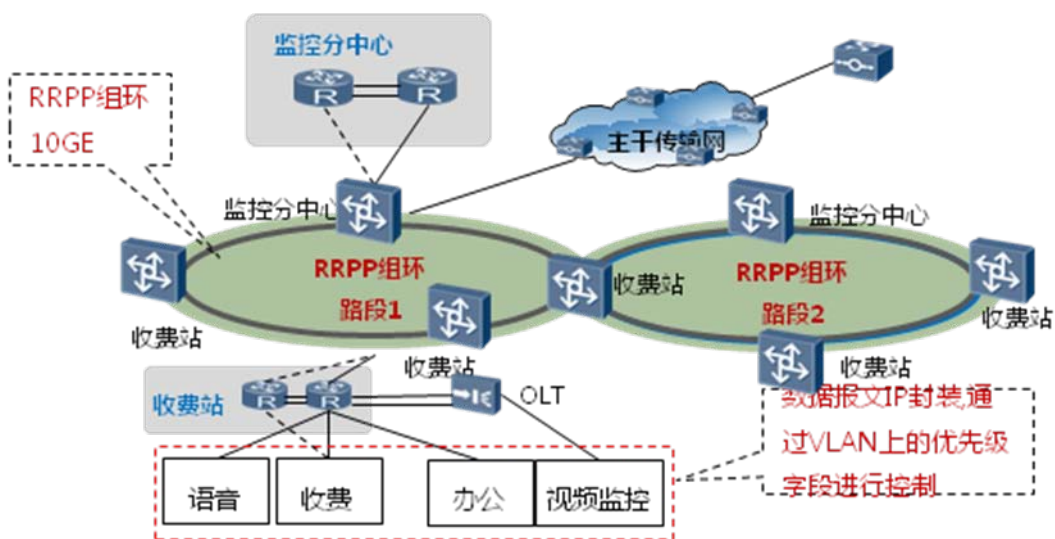 监控分中心
RRPP组环
10GE
R
R
主干传输网
监控分中心
监控分中心
RRPP组环
路段1
收费站
RRPP组环
路段2
收费站
收费站
收费站
收费站
收费站
R
R
OLT
数据报文IP封装,通
过VLAN上的优先级
字段进行控制
语音
收费
办公
视频监控